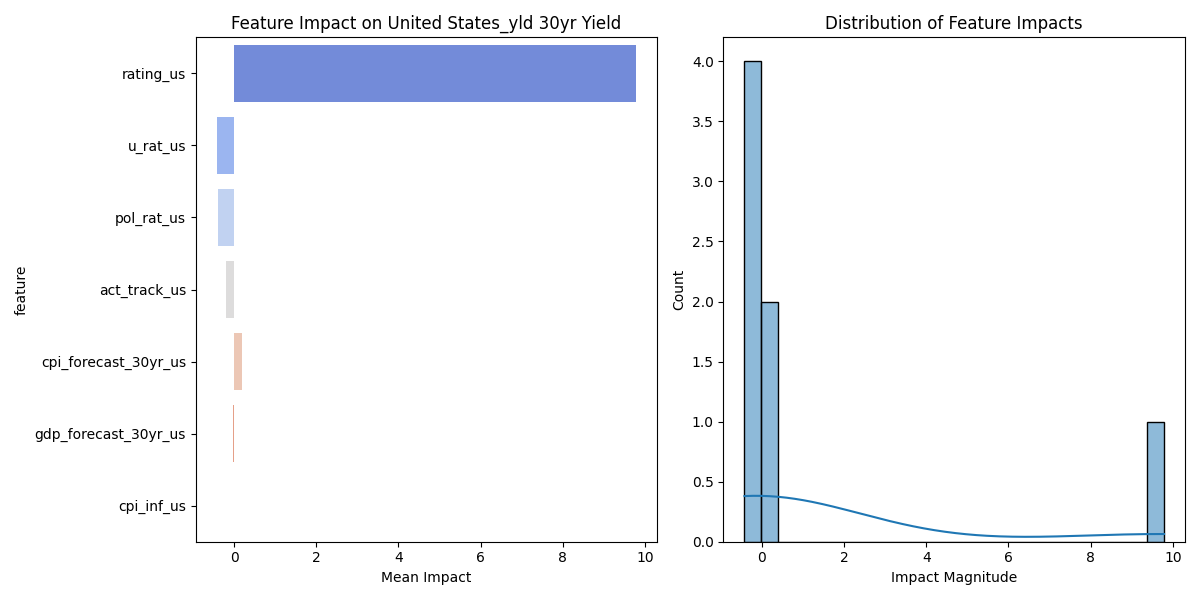 Feature Impact on United States_yld 30yr Yield
feature
rating_us
u_rat_us
pol_rat_us
act_track_us
cpi_forecast_30yr_us
gdp_forecast_30yr_us
cpi_inf_us
0 2 4 6 8 10
Mean Impact
Distribution of Feature Impacts
Count
4.0
3.5
3.0
2.5
2.0
1.5
1.0
0.5
0.0
0 2 4 6 8 10
Impact Magnitude